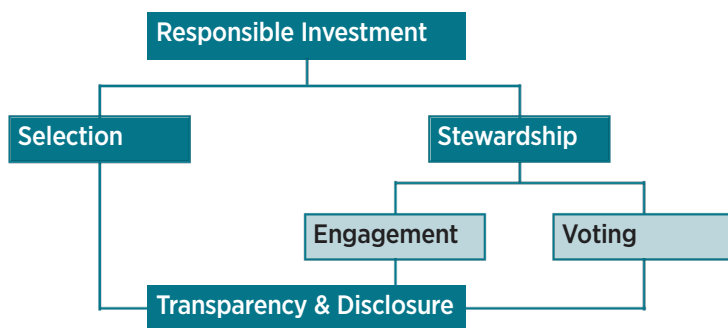 Responsible Investment
Selection
Stewardship
Engagement
Voting
Transparency & Disclosure